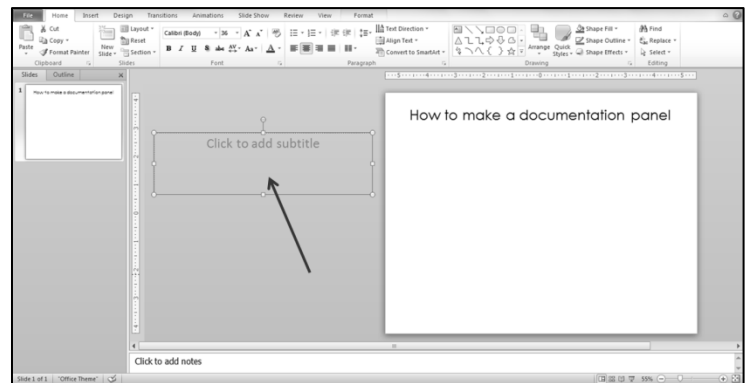 File Home Insert Design Transitions Animations Slide Show Review View Format
Cut
Copy
Format Painter
Paste
Clipboard
New Slide
Layout
Reset
Section
Slides
Calibri (Body) 36
B I U S abc AV Aa A
Font
Text Direction
Align Text
Convert to SmartArt
Paragraph
Arrange
Quick Styles
Shape Fill
Shape Outline
Shape Effects
Drawing
Find
Replace
Select
Editing
Slides Outline
1
How to make a documentation panel
Click to add subtitle
How to make a documentation panel
Click to add notes
Slide 1 of 1 "Office Theme" 55%